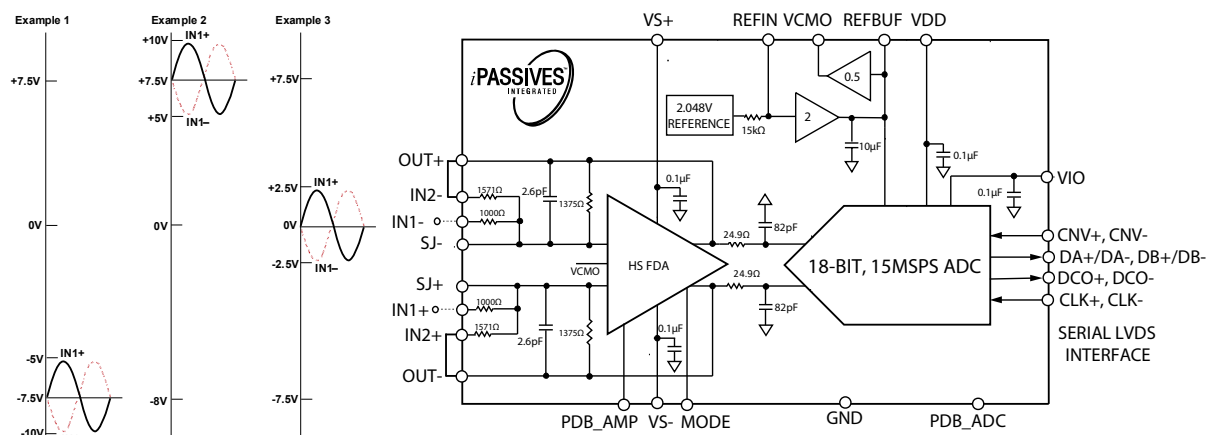 Example 1
+7.5V
0V
-5V
IN1+
-7.5V
-10V
Example 2
+10V
IN1+
+7.5V
+5V
IN1–
0V
-8V
Example 3
+7.5V
+2.5V
IN1+
0V
-2.5V
IN1–
-7.5V
iPASSIVES™
INTEGRATED
VS+
REFIN
VCMO
REFBUF
VDD
0.5
2.048V
REFERENCE
15kΩ
2
10µF
0.1µF
0.1µF
VIO
OUT+
IN2-
IN1-
SJ-
1571Ω
1000Ω
2.6pF
1375Ω
0.1µF
VCMO
HS FDA
24.9Ω
82pF
24.9Ω
82pF
18-BIT, 15MSPS ADC
CNV+, CNV-
DA+/DA-, DB+/DB-
DCO+, DCO-
CLK+, CLK-
SERIAL LVDS
INTERFACE
SJ+
IN1+
IN2+
OUT-
1000Ω
1571Ω
2.6pF
1375Ω
0.1µF
PDB_AMP
VS-
MODE
GND
PDB_ADC